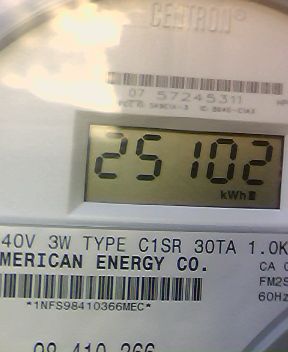 CENTRON®
07 57245311
25102
kWh
40V 3W TYPE C1SR 30TA 1.0K
MERICAN ENERGY CO.
CA
FM2S
60Hz
*1NFS98410366MEC*
98 410 366